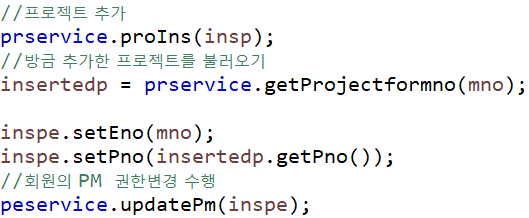 //프로젝트 추가
prservice.proIns(insp);
//방금 추가한 프로젝트를 불러오기
insertedp = prservice.getProjectformno(mno);
inspe.setEno(mno);
inspe.setPno(insertedp.getPno());
//회원의 PM 권한변경 수행
peservice.updatePm(inspe);